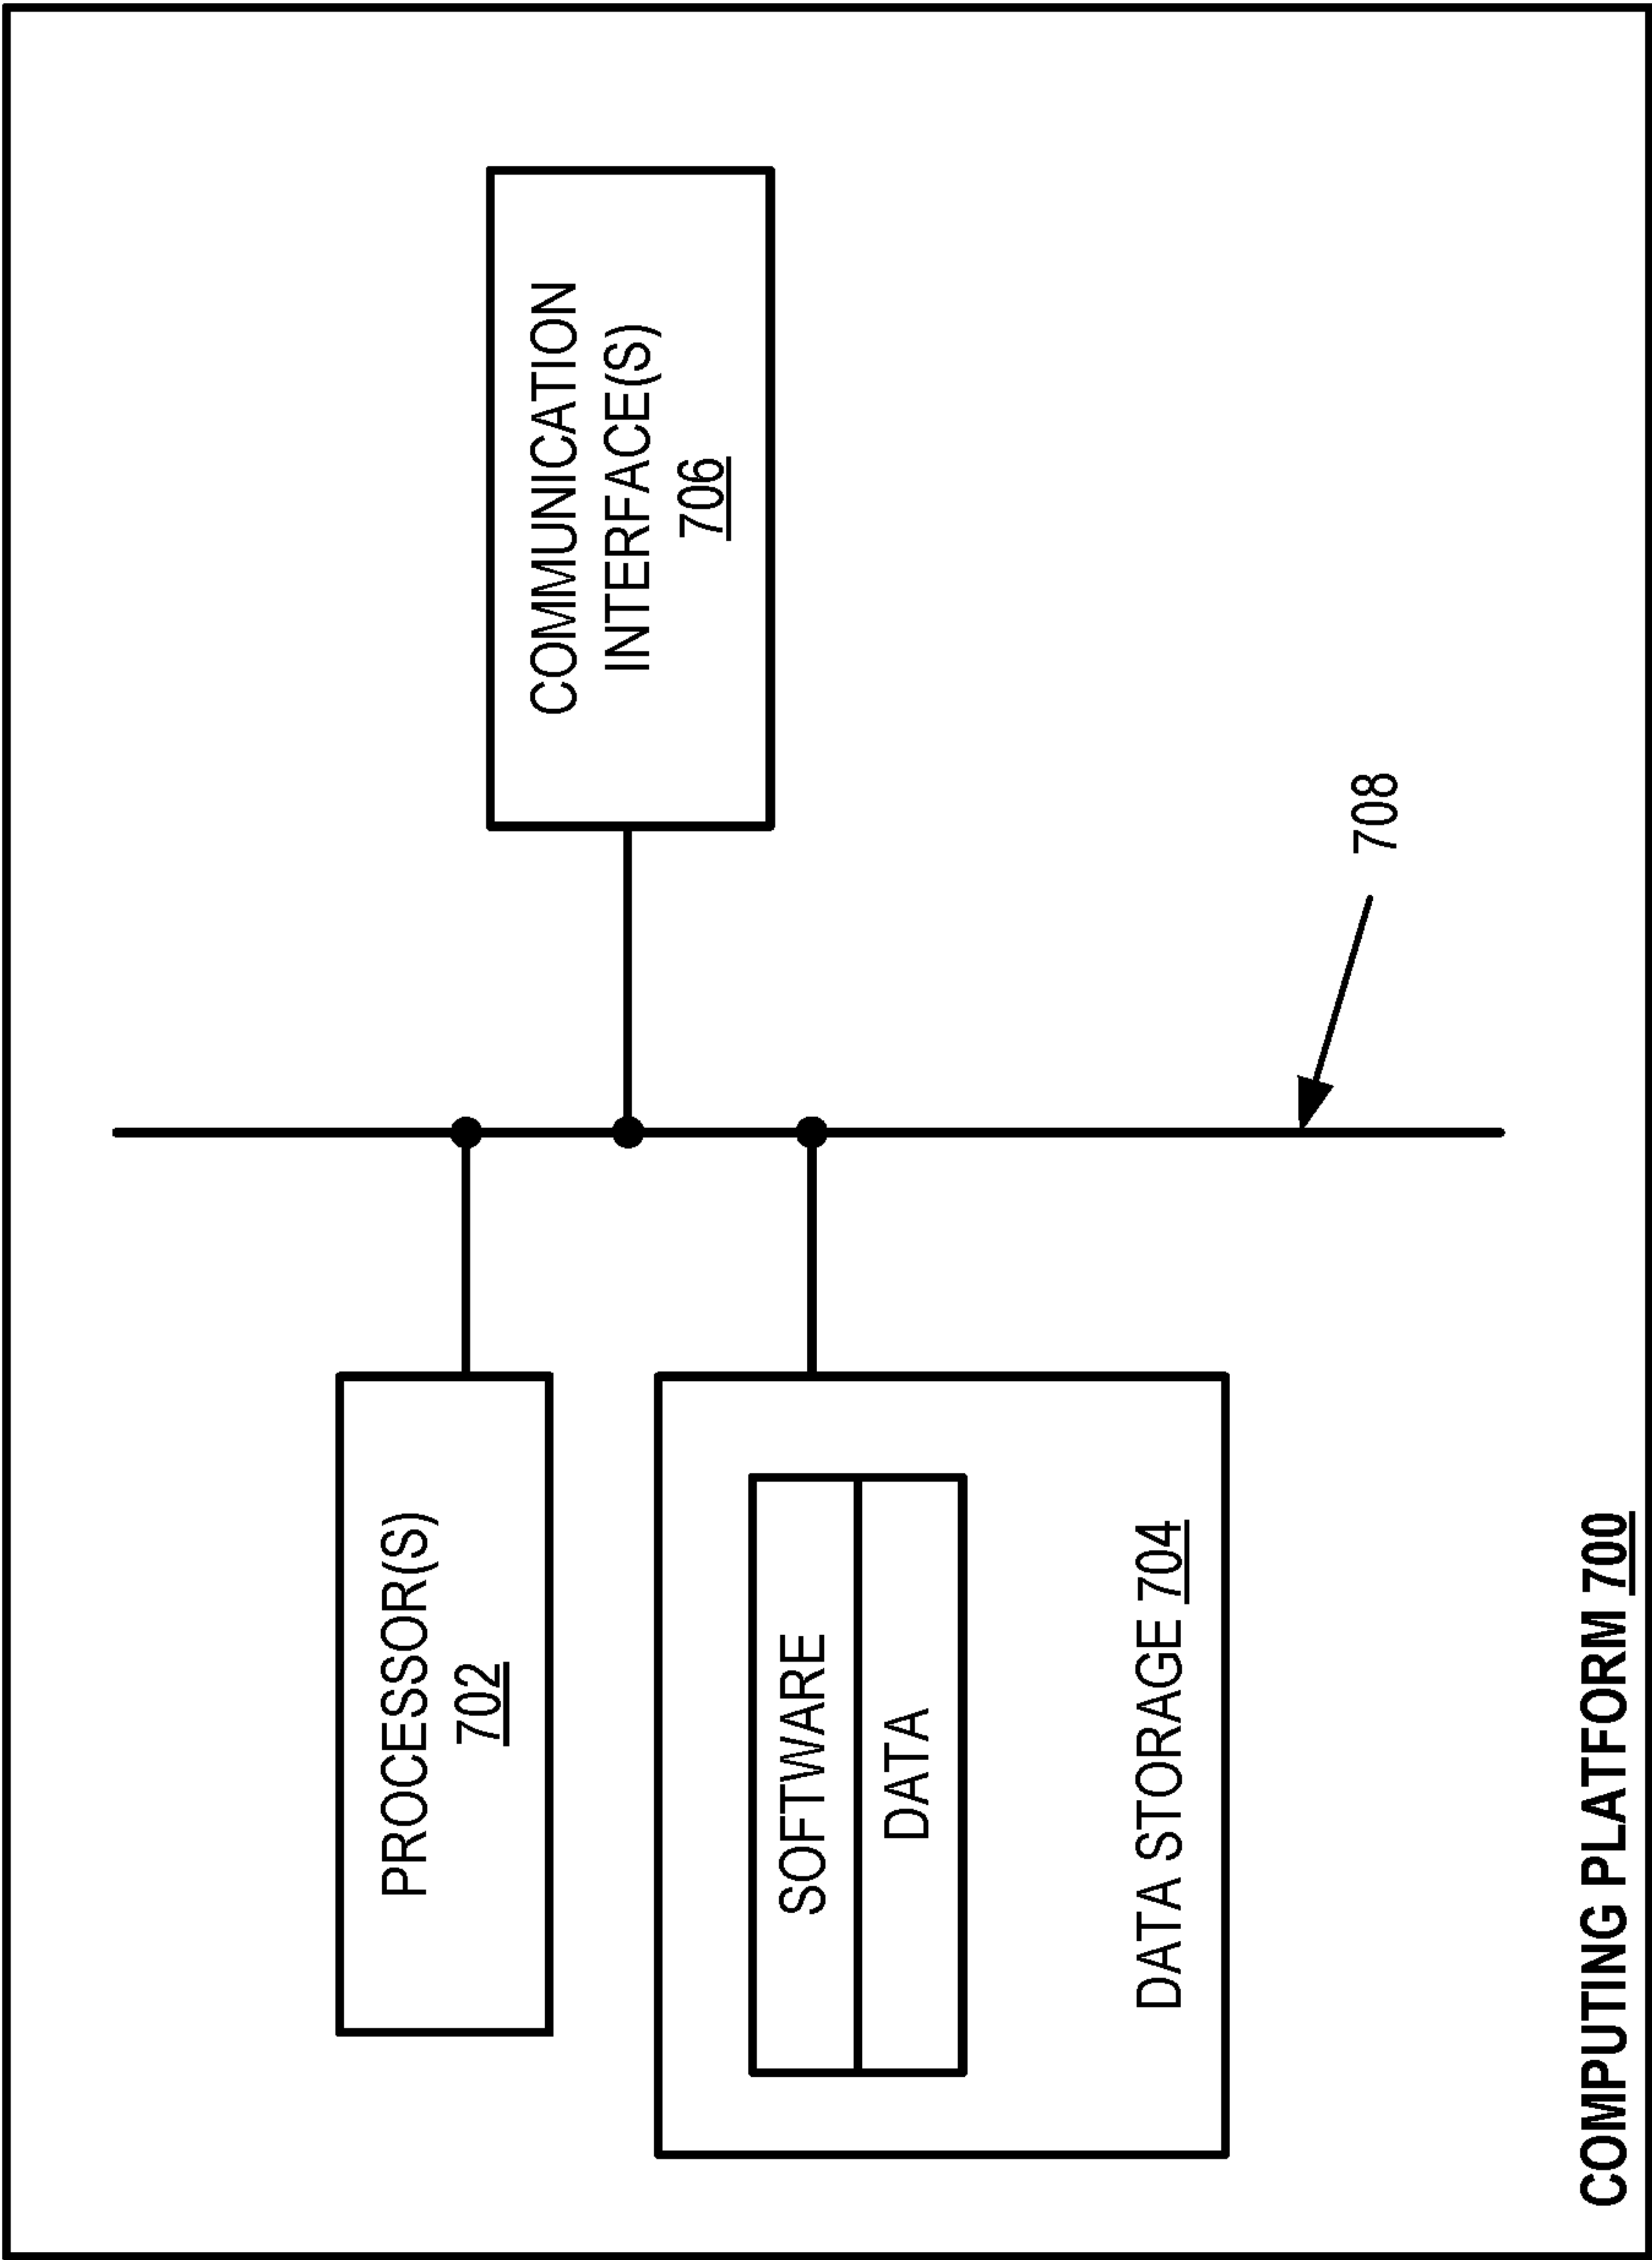 PROCESSOR(S)
702
COMMUNICATION
INTERFACE(S)
706
SOFTWARE
DATA
DATA STORAGE 704
708
COMPUTING PLATFORM 700